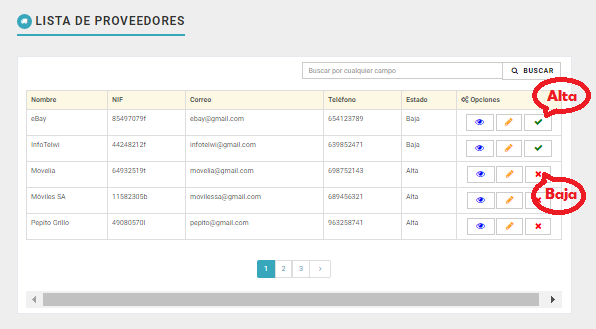 LISTA DE PROVEEDORES
Buscar por cualquier campo BUSCAR
Nombre NIF Correo Teléfono Estado Opciones Alta
eBay 85497079f ebay@gmail.com 654123789 Baja
InfoTelwi 44248212f infotelwi@gmail.com 639852471 Baja
Movelia 64932519t movelia@gmail.com 698752143 Alta
Móviles SA 11582305b movilessa@gmail.com 689456321 Alta Baja
Pepito Grillo 49080570l pepito@gmail.com 963258741 Alta
1 2 3 ›